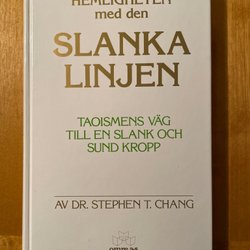 HEMLIGHETEN
med den
SLANKA
LINJEN
TAOISMENS VÄG
TILL EN SLANK OCH
SUND KROPP
AV DR. STEPHEN T. CHANG